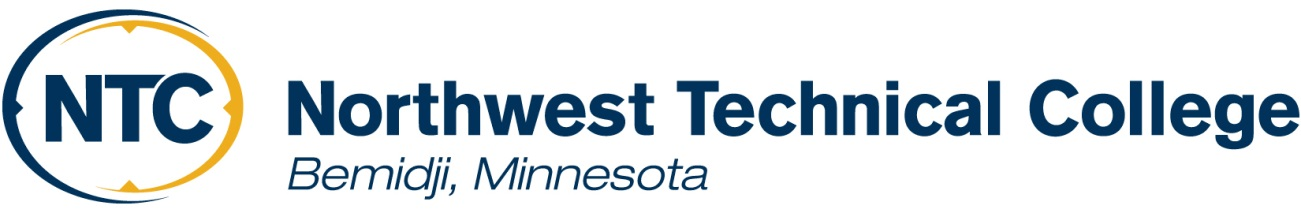 NTC
Northwest Technical College
Bemidji, Minnesota